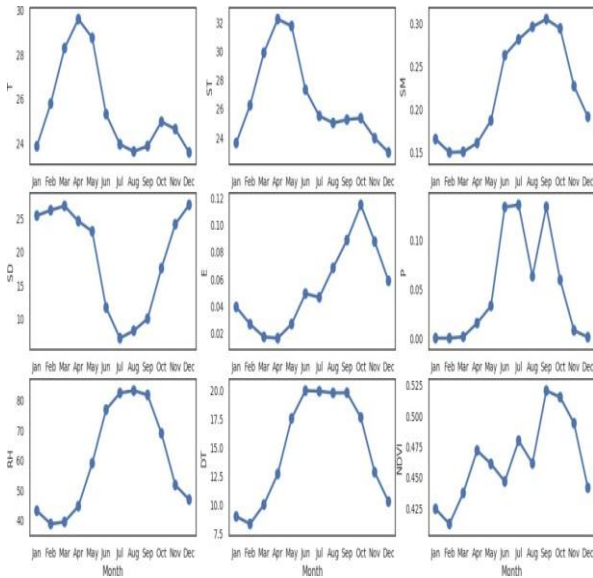 30
28
26
24
T
Jan Feb Mar Apr May Jun Jul Aug Sep Oct Nov Dec
32
30
28
26
24
ST
Jan Feb Mar Apr May Jun Jul Aug Sep Oct Nov Dec
0.30
0.25
0.20
0.15
SM
Jan Feb Mar Apr May Jun Jul Aug Sep Oct Nov Dec
25
20
15
10
SD
Jan Feb Mar Apr May Jun Jul Aug Sep Oct Nov Dec
0.12
0.10
0.08
0.06
0.04
0.02
E
Jan Feb Mar Apr May Jun Jul Aug Sep Oct Nov Dec
0.10
0.05
0.00
P
Jan Feb Mar Apr May Jun Jul Aug Sep Oct Nov Dec
80
70
60
50
40
RH
Jan Feb Mar Apr May Jun Jul Aug Sep Oct Nov Dec
Month
20.0
17.5
15.0
12.5
10.0
7.5
DT
Jan Feb Mar Apr May Jun Jul Aug Sep Oct Nov Dec
Month
0.525
0.500
0.475
0.450
0.425
NDVI
Jan Feb Mar Apr May Jun Jul Aug Sep Oct Nov Dec
Month